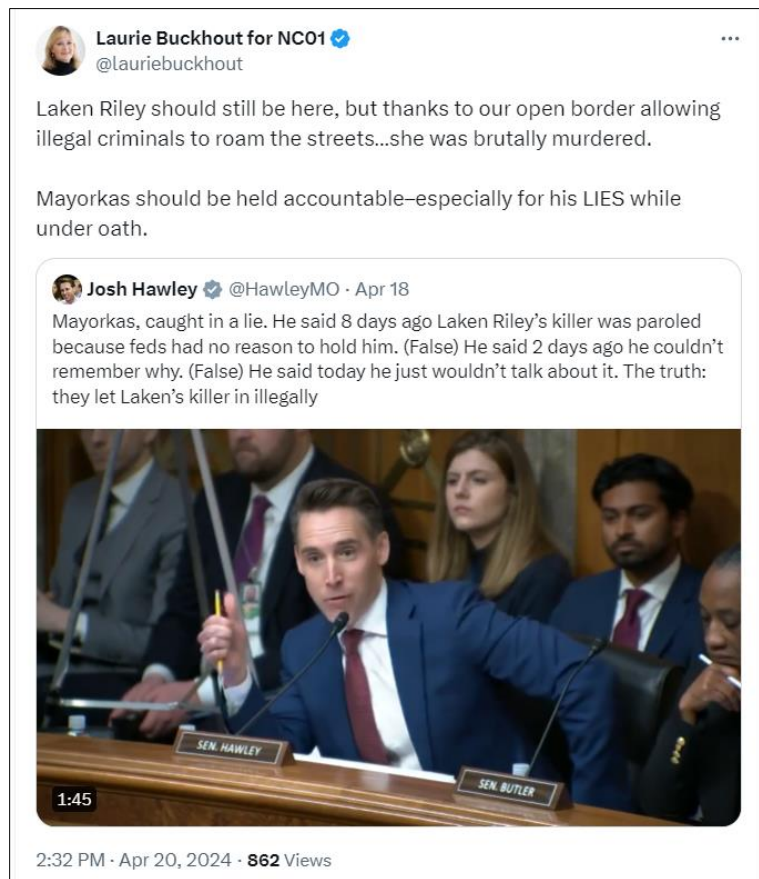 Laurie Buckhout for NC01
@lauriebuckhout
Laken Riley should still be here, but thanks to our open border allowing
illegal criminals to roam the streets...she was brutally murdered.
Mayorkas should be held accountable–especially for his LIES while
under oath.
Josh Hawley @HawleyMO · Apr 18
Mayorkas, caught in a lie. He said 8 days ago Laken Riley’s killer was paroled
because feds had no reason to hold him. (False) He said 2 days ago he couldn’t
remember why. (False) He said today he just wouldn’t talk about it. The truth:
they let Laken’s killer in illegally
SEN. HAWLEY
SEN. BUTLER
1:45
2:32 PM · Apr 20, 2024 · 862 Views